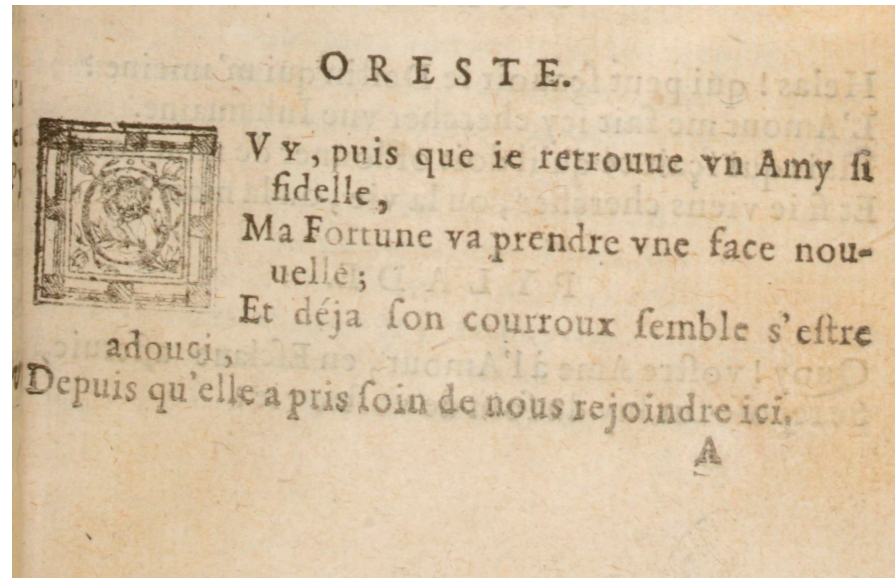 ORESTE.
OVY, puis que ie retrouue vn Amy ſi
fidelle,
Ma Fortune va prendre vne face nou-
uelle;
Et déja ſon courroux ſemble s'eſtre
adouci,
Depuis qu'elle a pris ſoin de nous rejoindre ici.
A